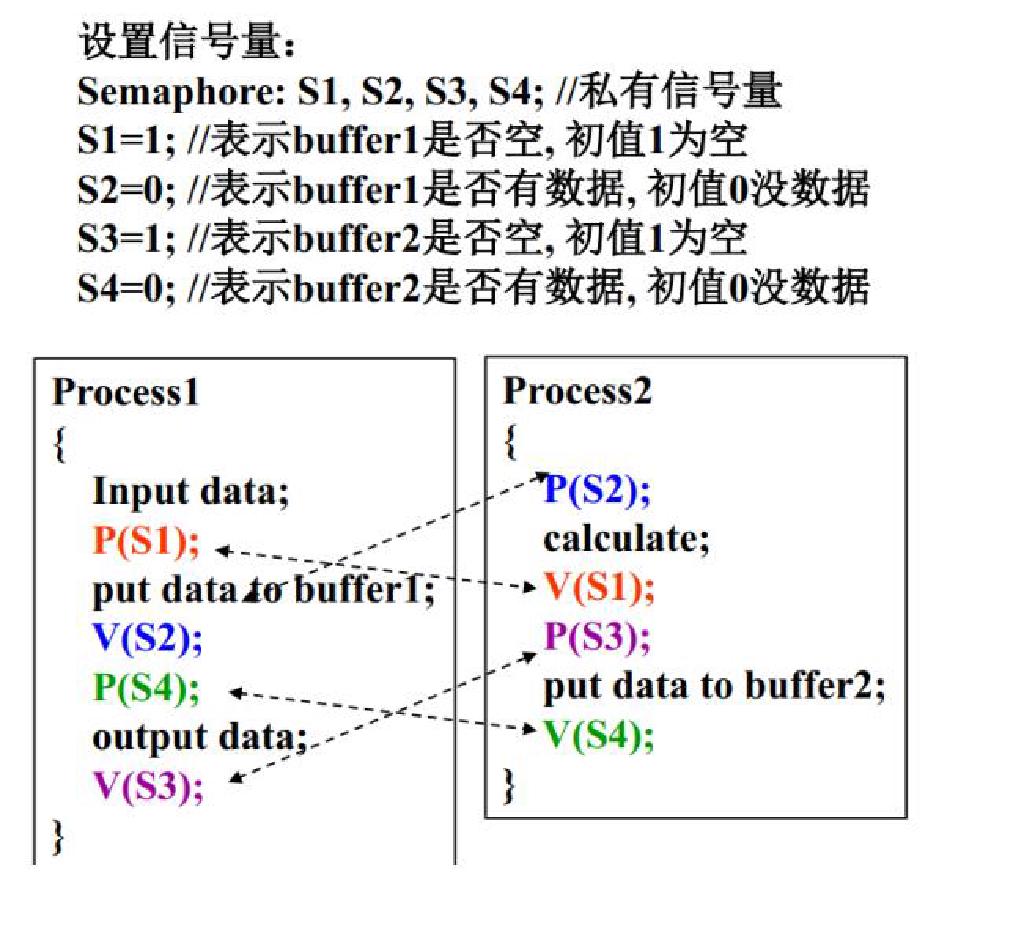 设置信号量：
Semaphore: S1, S2, S3, S4; //私有信号量
S1=1; //表示buffer1是否空, 初值1为空
S2=0; //表示buffer1是否有数据, 初值0没数据
S3=1; //表示buffer2是否空, 初值1为空
S4=0; //表示buffer2是否有数据, 初值0没数据
Process1
{
Input data;
P(S1);
put data to buffer1;
V(S2);
P(S4);
output data;
V(S3);
}
Process2
{
P(S2);
calculate;
V(S1);
P(S3);
put data to buffer2;
V(S4);
}